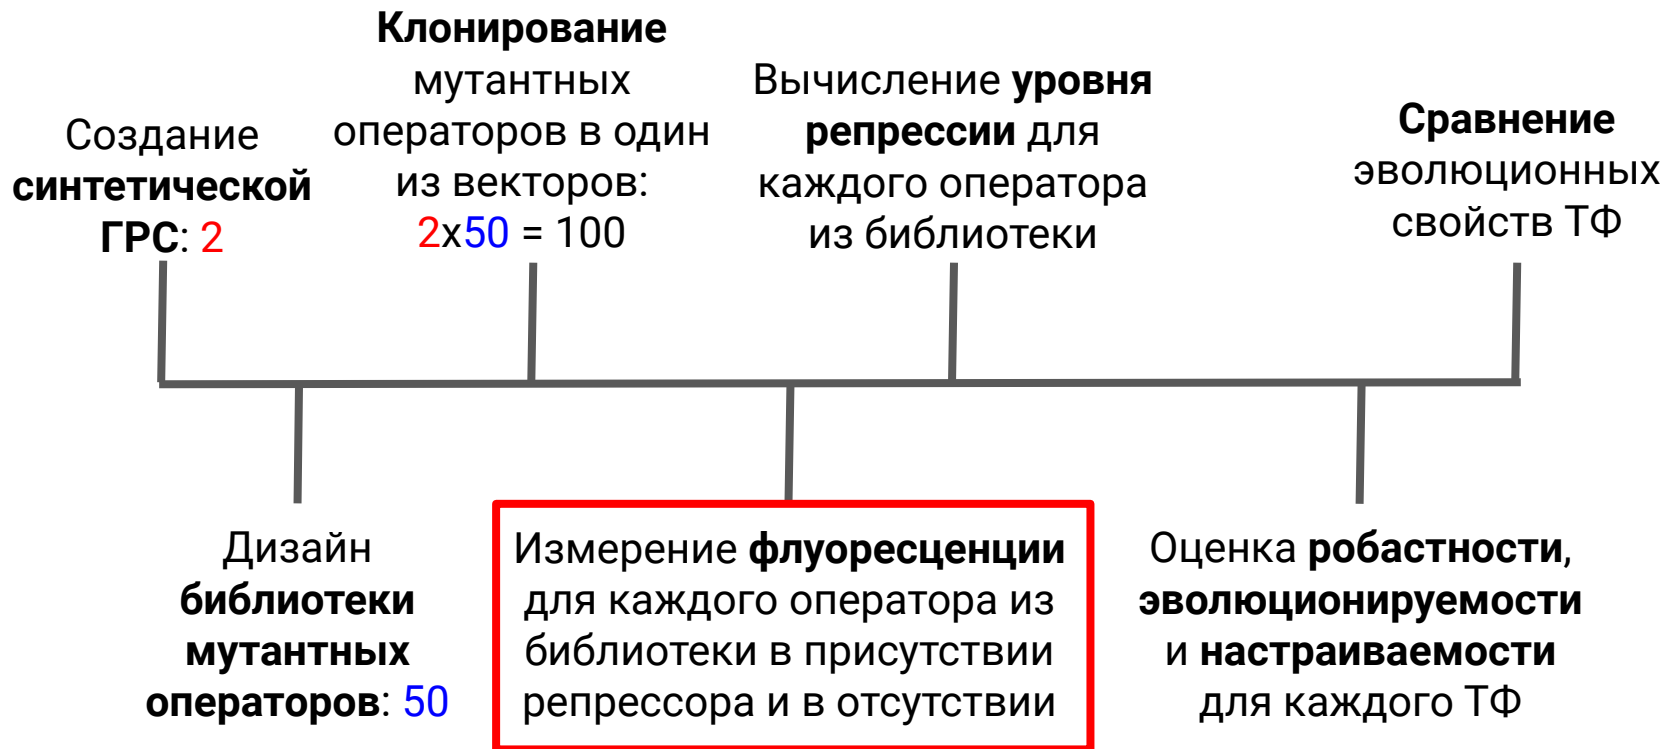 Создание
синтетической
ГРС: 2
Дизайн
библиотеки
мутантных
операторов: 50
Клонирование
мутантных
операторов в один
из векторов:
2x50 = 100
Измерение флуоресценции
для каждого оператора из
библиотеки в присутствии
репрессора и в отсутствии
Вычисление уровня
репрессии для
каждого оператора
из библиотеки
Оценка робастности,
эволюционируемости
и настраиваемости
для каждого ТФ
Сравнение
эволюционных
свойств ТФ